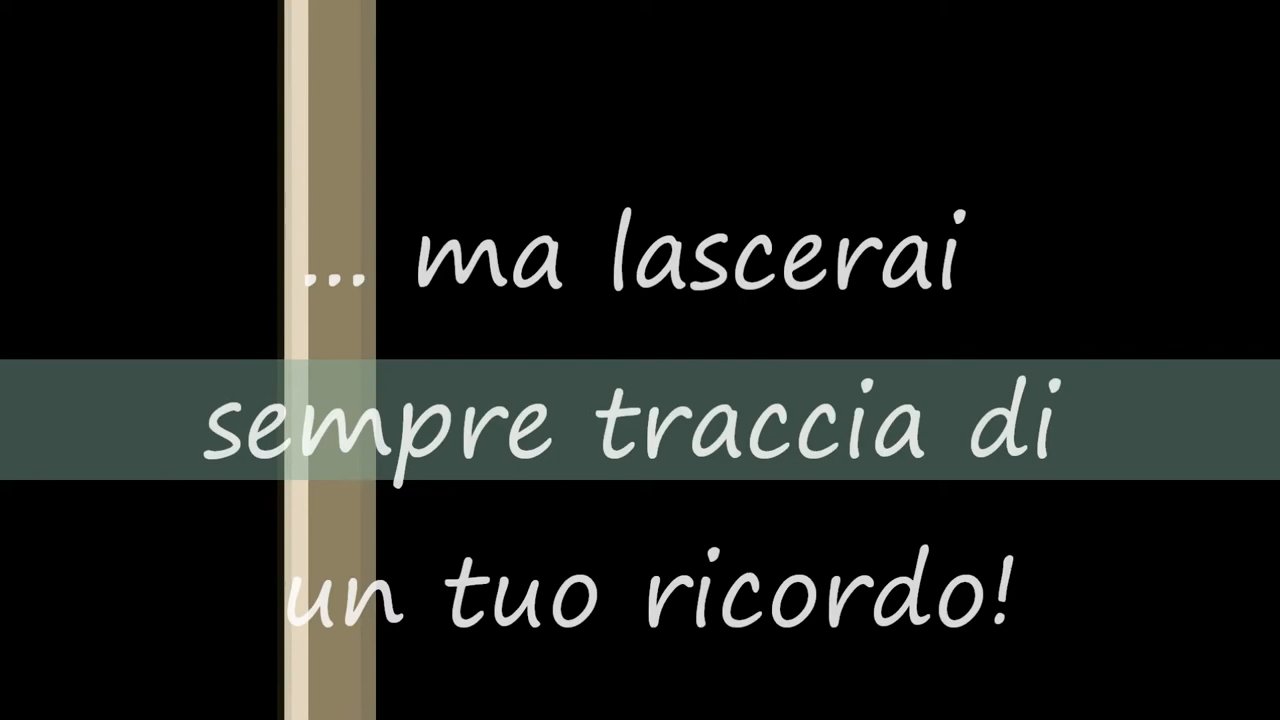 ... ma lascerai
sempre traccia di
un tuo ricordo!